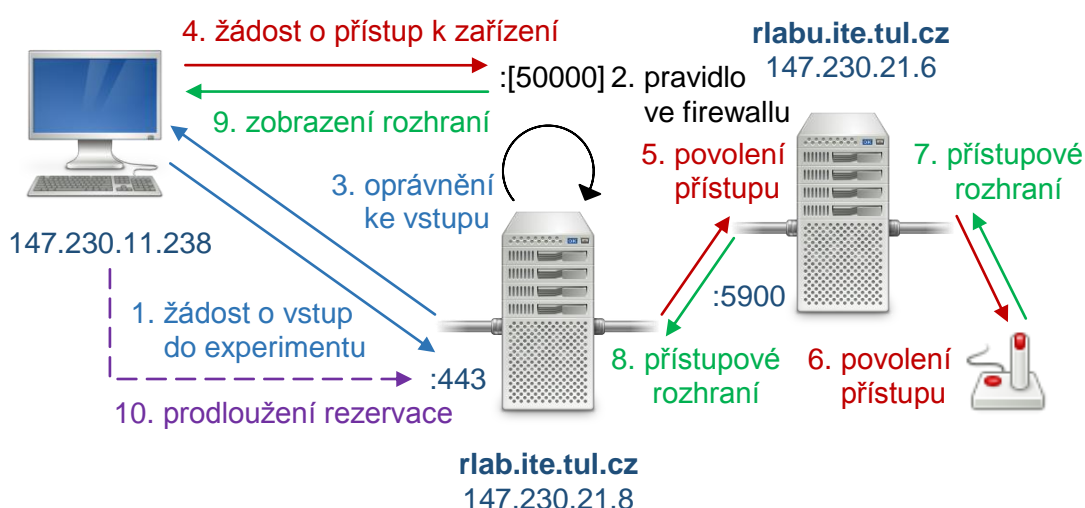 4. žádost o přístup k zařízení
rlabu.ite.tul.cz
147.230.21.6
:[50000] 2. pravidlo
ve firewallu
9. zobrazení rozhraní
5. povolení
přístupu
7. přístupové
rozhraní
3. oprávnění
ke vstupu
147.230.11.238
:5900
1. žádost o vstup
do experimentu
:443
8. přístupové
rozhraní
6. povolení
přístupu
10. prodloužení rezervace
rlab.ite.tul.cz
147.230.21.8